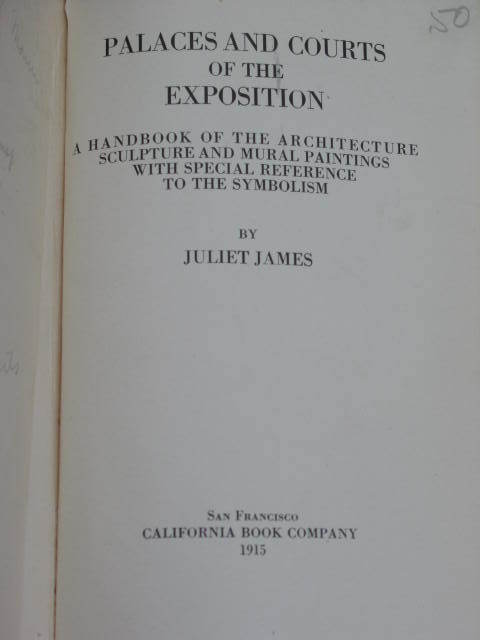 50
PALACES AND COURTS
OF THE
EXPOSITION
A HANDBOOK OF THE ARCHITECTURE
SCULPTURE AND MURAL PAINTINGS
WITH SPECIAL REFERENCE
TO THE SYMBOLISM
BY
JULIET JAMES
SAN FRANCISCO
CALIFORNIA BOOK COMPANY
1915